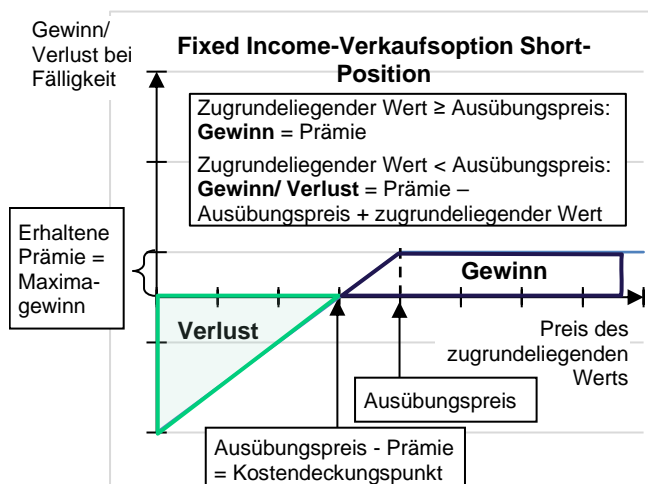 Gewinn/
Verlust bei
Fälligkeit
Fixed Income-Verkaufsoption Short-
Position
Zugrundeliegender Wert ≥ Ausübungspreis:
Gewinn = Prämie
Zugrundeliegender Wert < Ausübungspreis:
Gewinn/ Verlust = Prämie –
Ausübungspreis + zugrundeliegender Wert
Erhaltene
Prämie =
Maxima-
gewinn
Gewinn
Verlust
Preis des
zugrundeliegenden
Werts
Ausübungspreis
Ausübungspreis - Prämie
= Kostendeckungspunkt